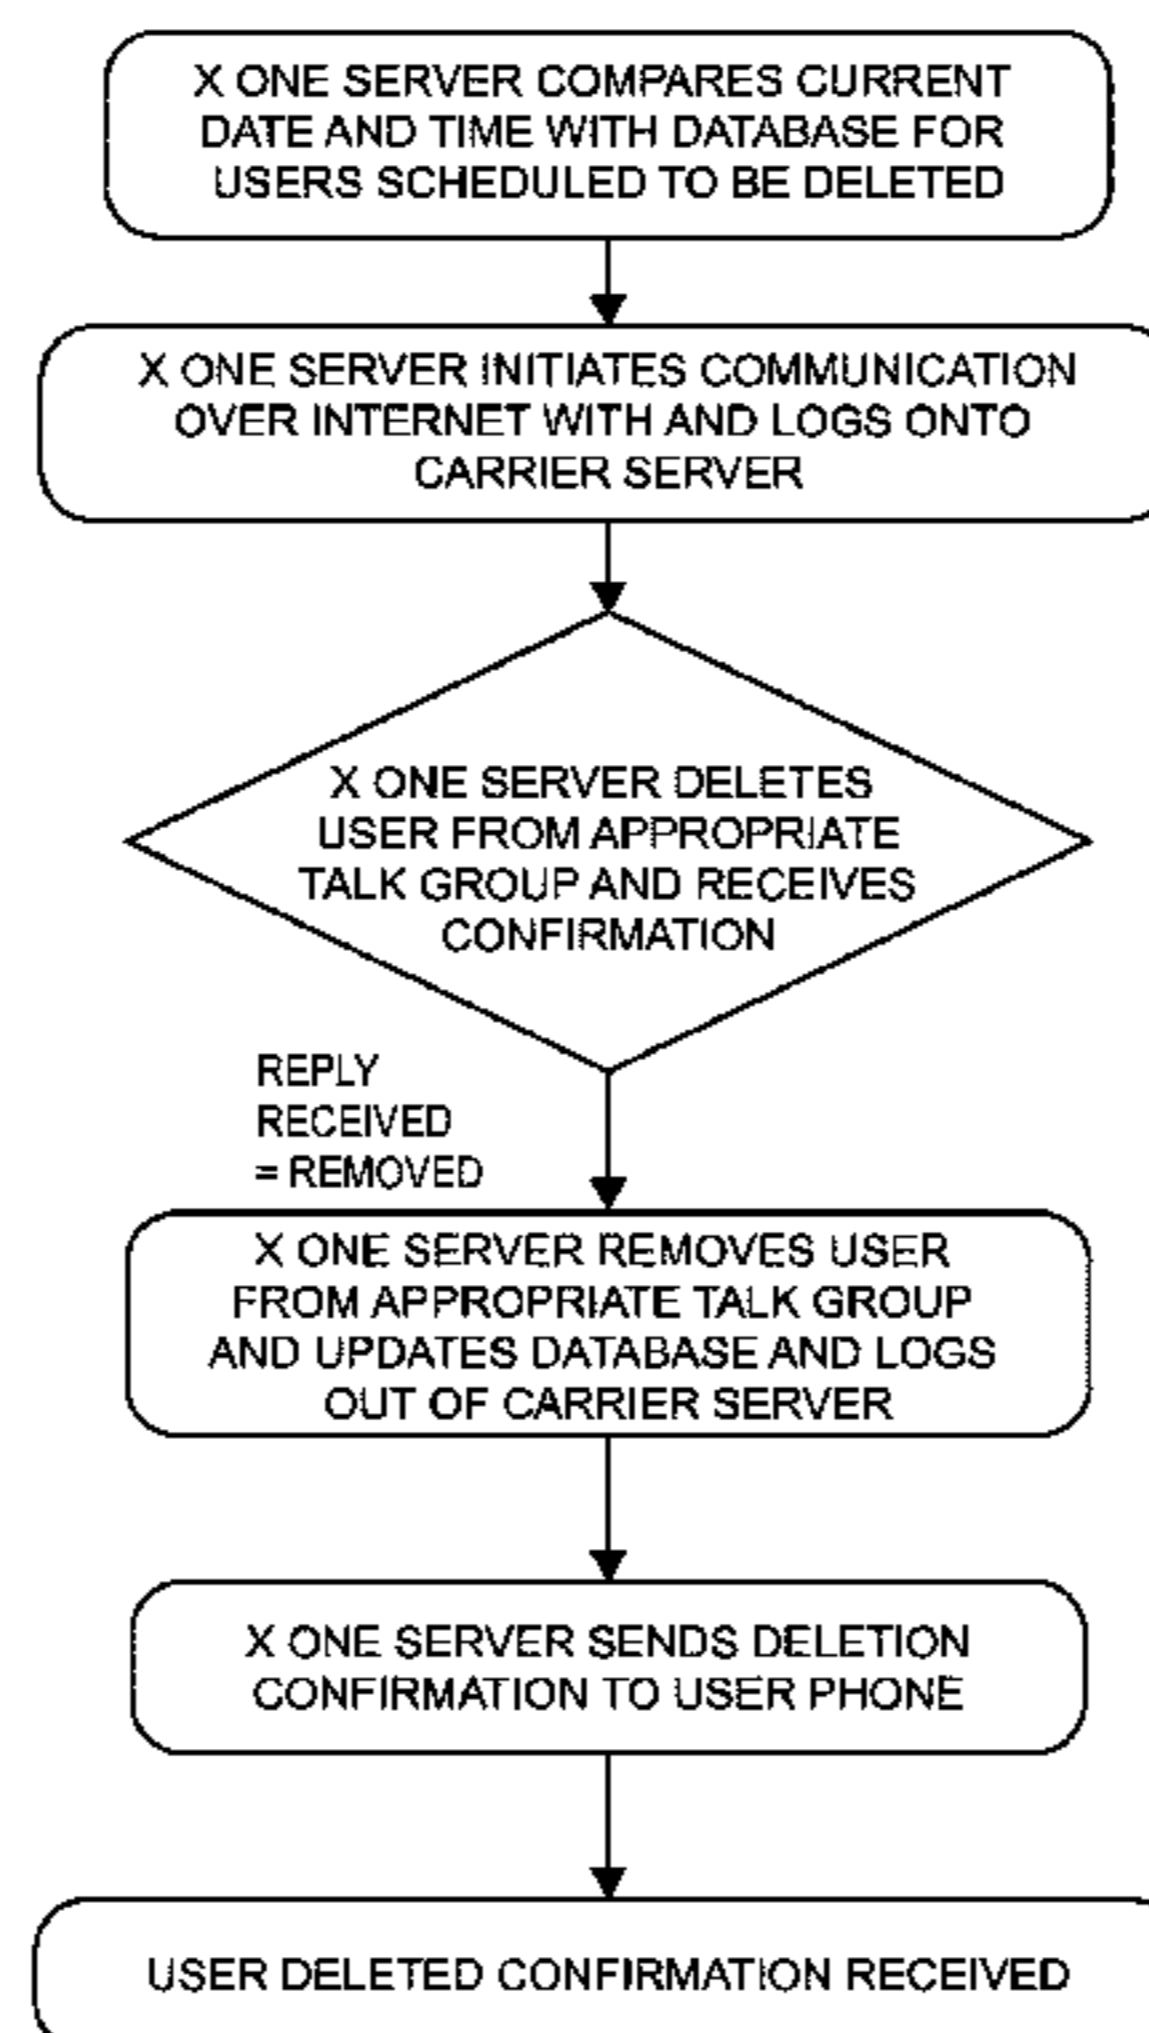 X ONE SERVER COMPARES CURRENT
DATE AND TIME WITH DATABASE FOR
USERS SCHEDULED TO BE DELETED
X ONE SERVER INITIATES COMMUNICATION
OVER INTERNET WITH AND LOGS ONTO
CARRIER SERVER
X ONE SERVER DELETES
USER FROM APPROPRIATE
TALK GROUP AND RECEIVES
CONFIRMATION
REPLY
RECEIVED
= REMOVED
X ONE SERVER REMOVES USER
FROM APPROPRIATE TALK GROUP
AND UPDATES DATABASE AND LOGS
OUT OF CARRIER SERVER
X ONE SERVER SENDS DELETION
CONFIRMATION TO USER PHONE
USER DELETED CONFIRMATION RECEIVED